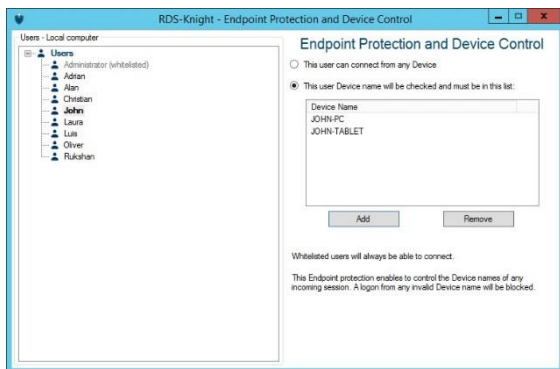 RDS-Knight - Endpoint Protection and Device Control
Users - Local computer
Users
Administrator (whitelisted)
Adrian
Alan
Christian
John
Laura
Luis
Oliver
Rukshan
Endpoint Protection and Device Control
This user can connect from any Device
This user Device name will be checked and must be in this list:
Device Name
JOHN-PC
JOHN-TABLET
Add Remove
Whitelisted users will always be able to connect.
This Endpoint protection enables to control the Device names of any
incoming session. A logon from any invalid Device name will be blocked.